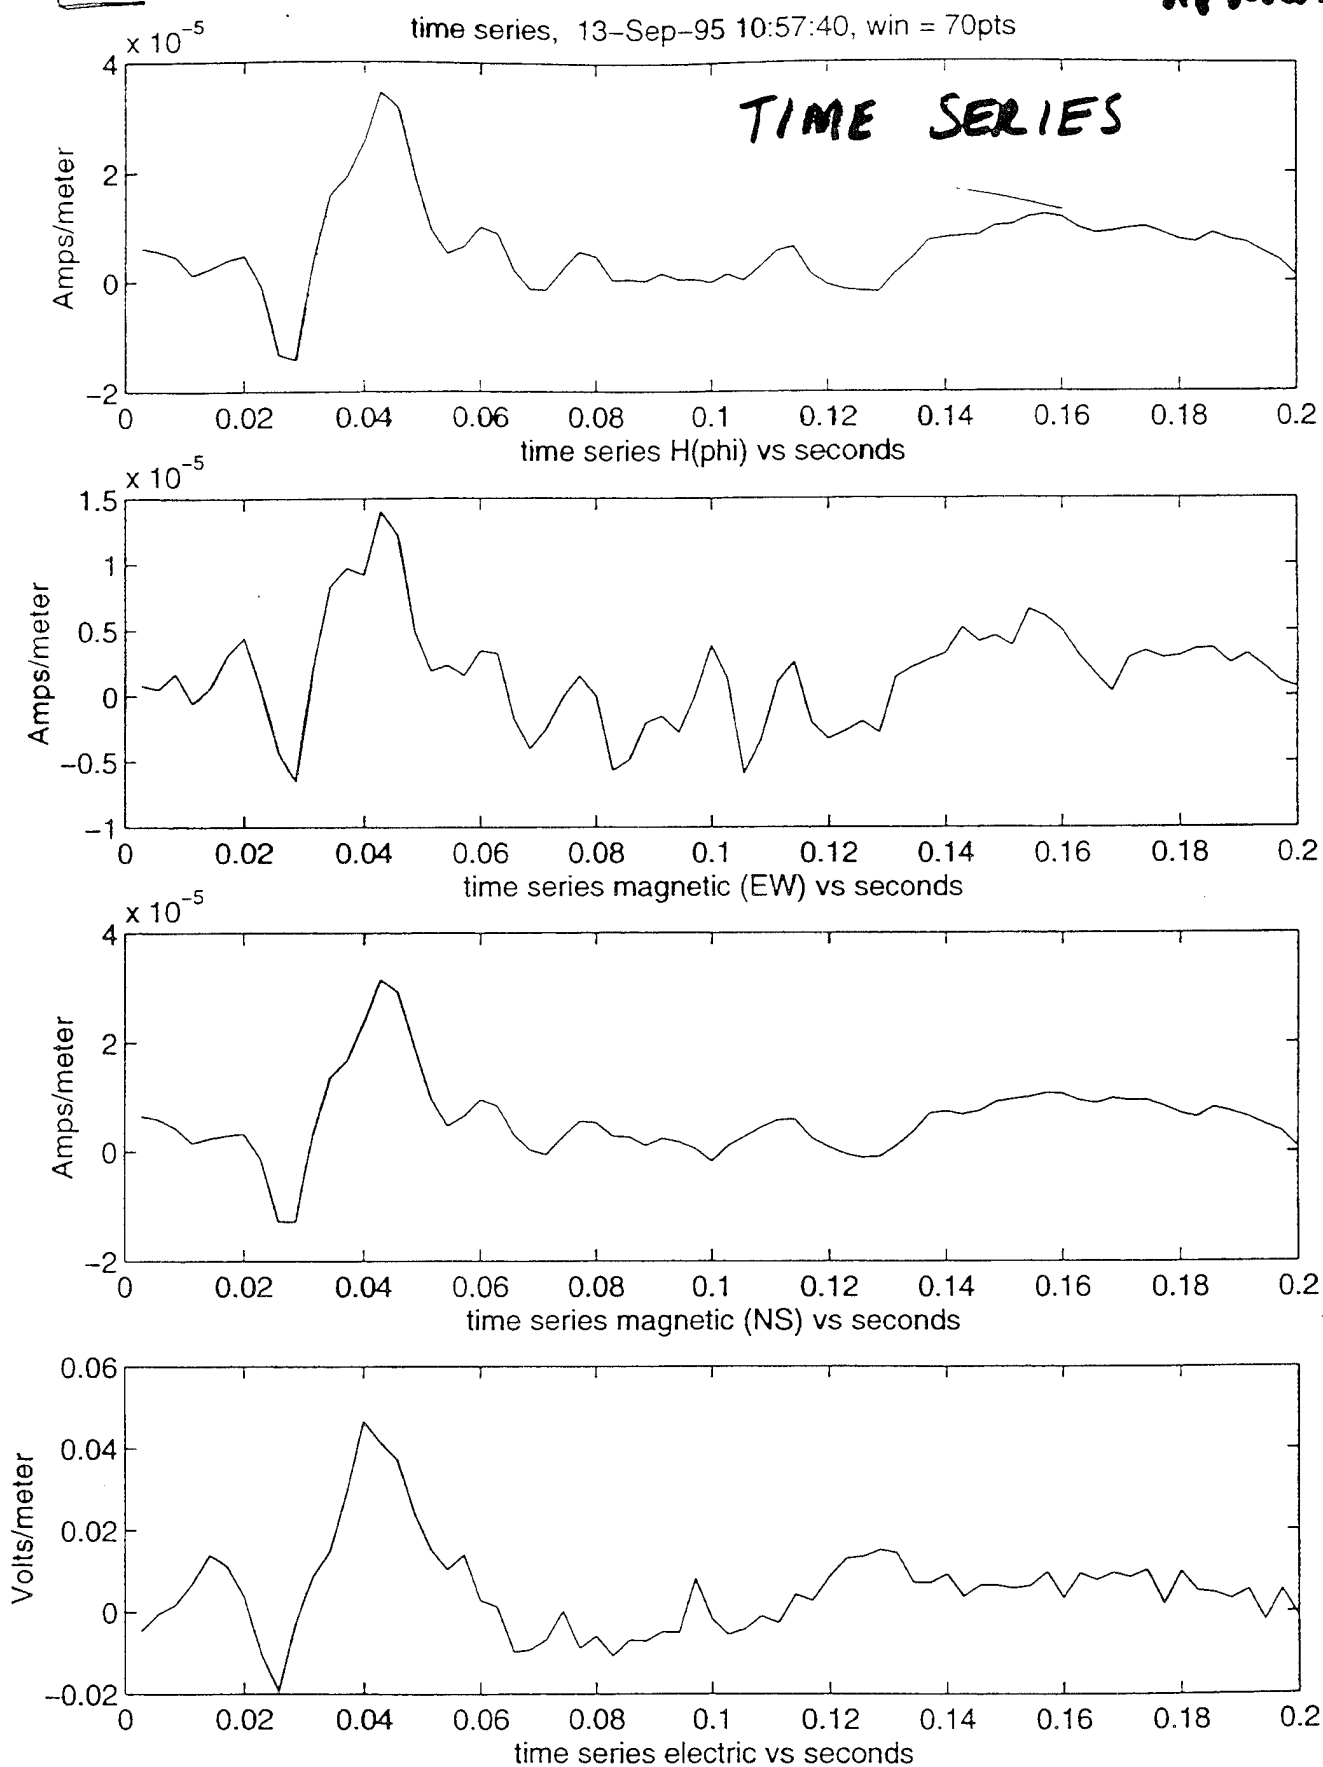 time series, 13-Sep-95 10:57:40, win = 70pts
x 10^-5
TIME SERIES
4
2
0
-2
Amps/meter
0 0.02 0.04 0.06 0.08 0.1 0.12 0.14 0.16 0.18 0.2
time series H(phi) vs seconds
x 10^-5
1.5
1
0.5
0
-0.5
-1
Amps/meter
0 0.02 0.04 0.06 0.08 0.1 0.12 0.14 0.16 0.18 0.2
time series magnetic (EW) vs seconds
x 10^-5
4
2
0
-2
Amps/meter
0 0.02 0.04 0.06 0.08 0.1 0.12 0.14 0.16 0.18 0.2
time series magnetic (NS) vs seconds
0.06
0.04
0.02
0
-0.02
Volts/meter
0 0.02 0.04 0.06 0.08 0.1 0.12 0.14 0.16 0.18 0.2
time series electric vs seconds